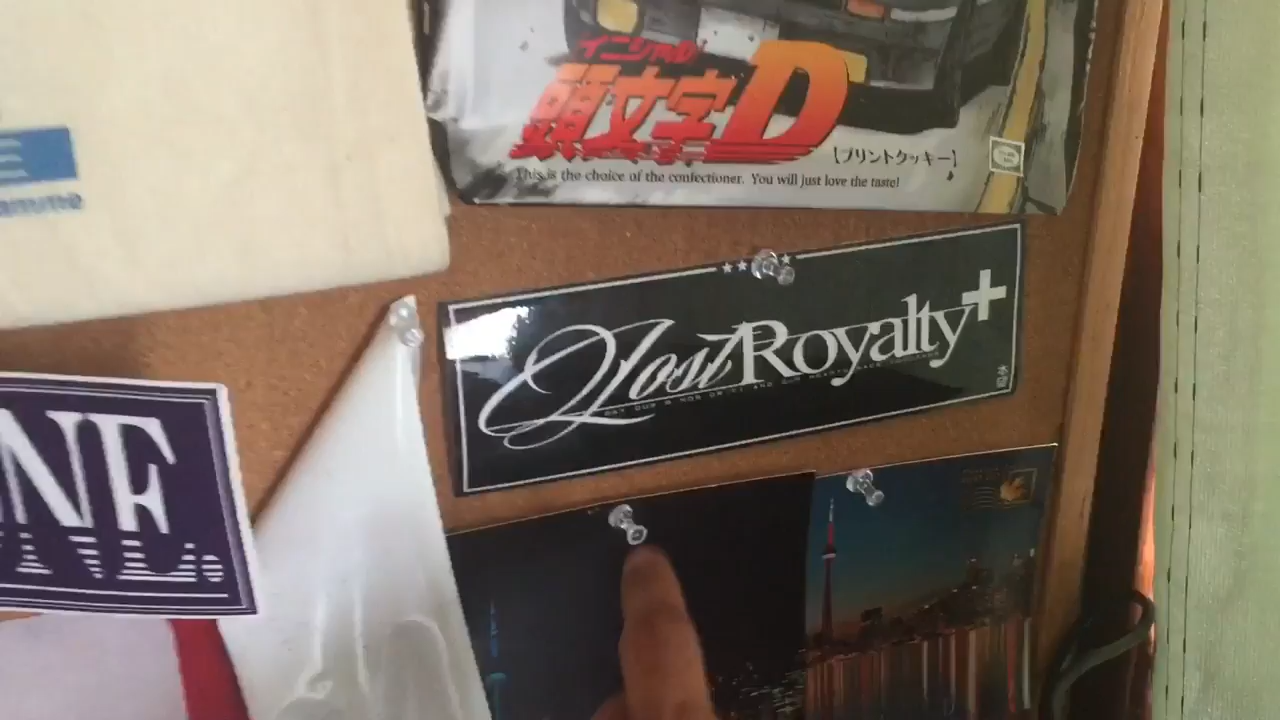 イニシャルD
頭文字D
【プリントクッキー】
This is the choice of the confectioner. You will just love the taste!
E
Lost Royalty+
NE.